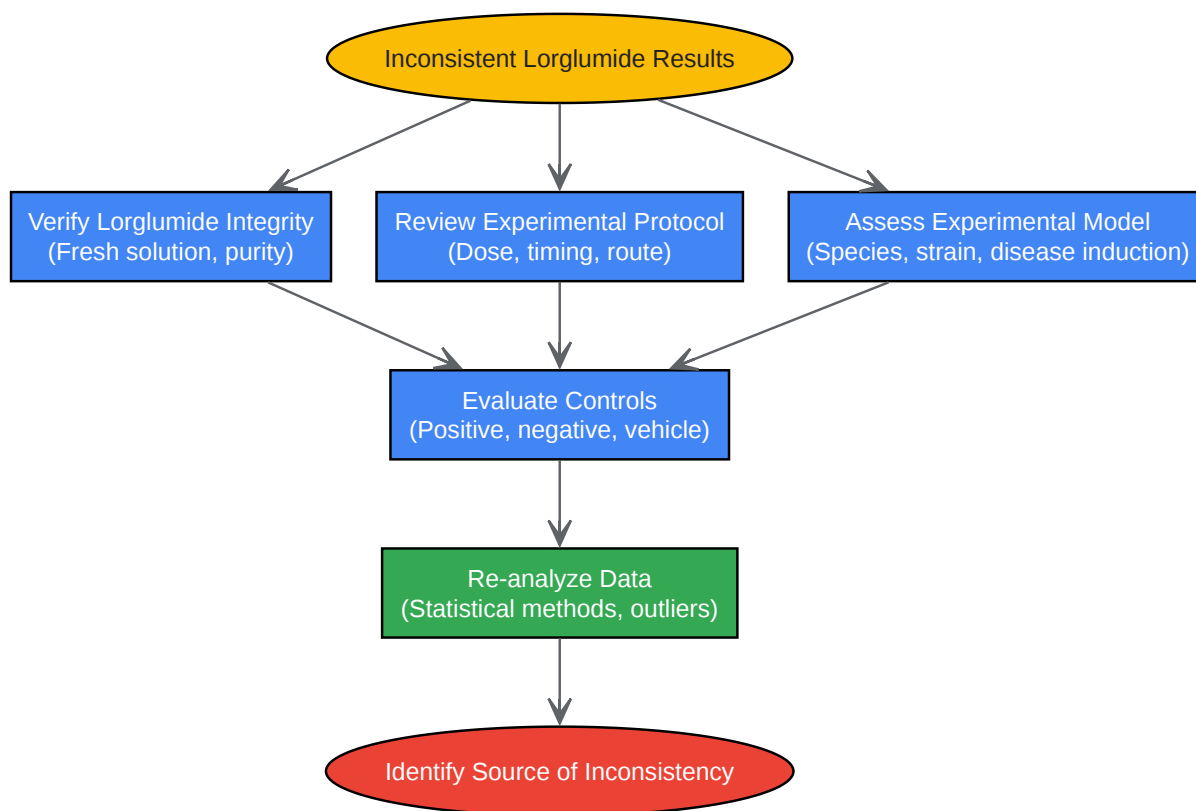 Inconsistent Lorglumide Results
Verify Lorglumide Integrity
(Fresh solution, purity)
Review Experimental Protocol
(Dose, timing, route)
Assess Experimental Model
(Species, strain, disease induction)
Evaluate Controls
(Positive, negative, vehicle)
Re-analyze Data
(Statistical methods, outliers)
Identify Source of Inconsistency